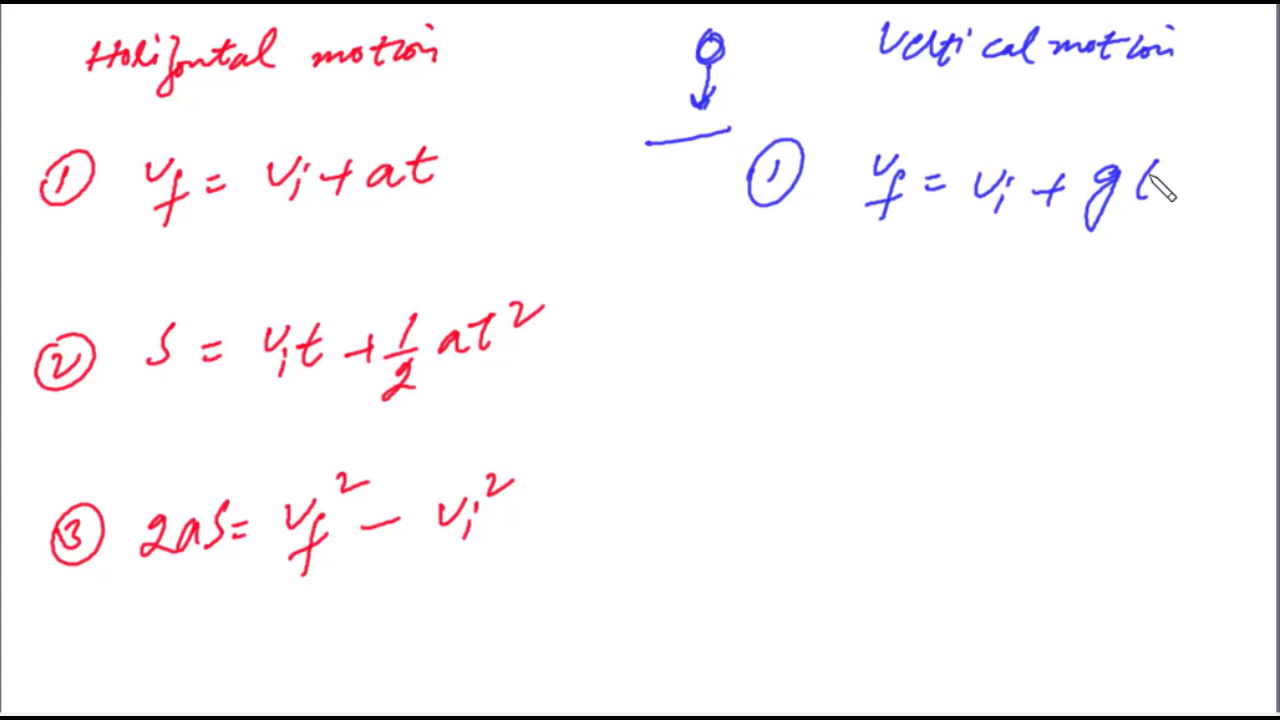 Horizontal motion
① vf = vi + at
② S = vit + 1/2 at²
③ 2aS = vf² - vi²
Vertical motion
① vf = vi + g